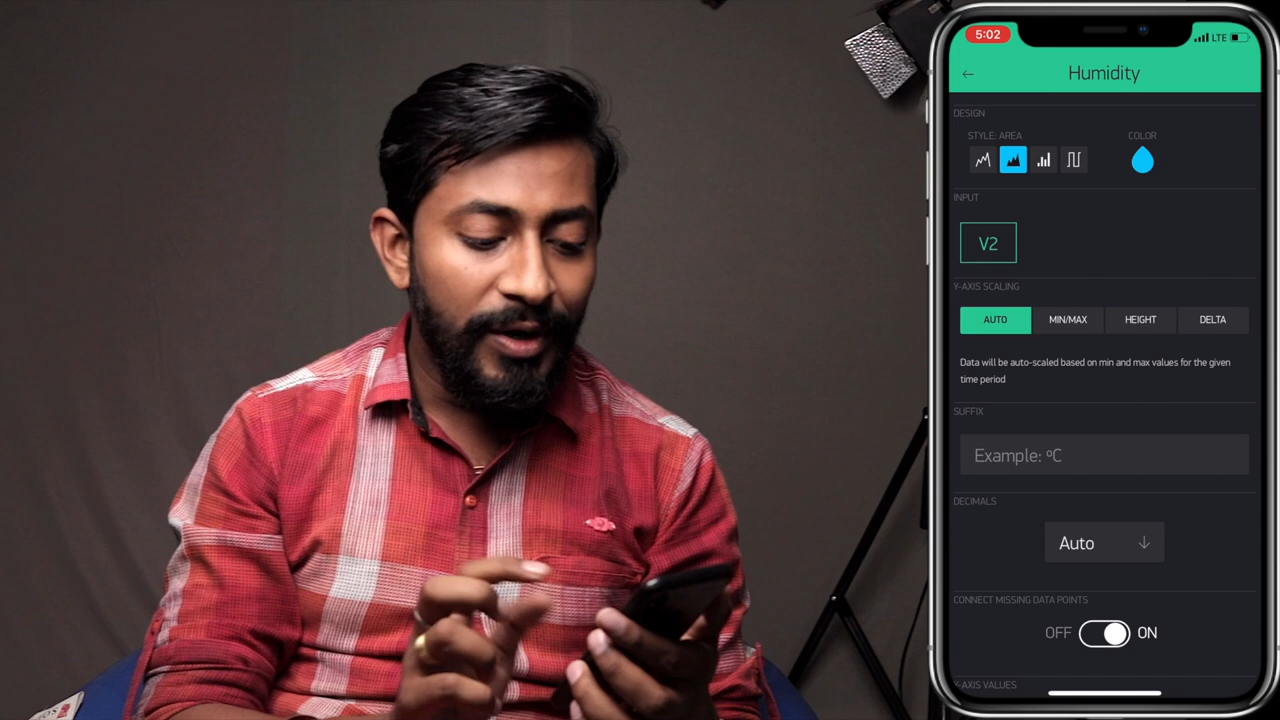 5:02
LTE
Humidity
DESIGN
STYLE: AREA
COLOR
INPUT
V2
Y-AXIS SCALING
AUTO
MIN/MAX
HEIGHT
DELTA
Data will be auto-scaled based on min and max values for the given
time period
SUFFIX
Example: ºC
DECIMALS
Auto
CONNECT MISSING DATA POINTS
OFF
ON
Y-AXIS VALUES